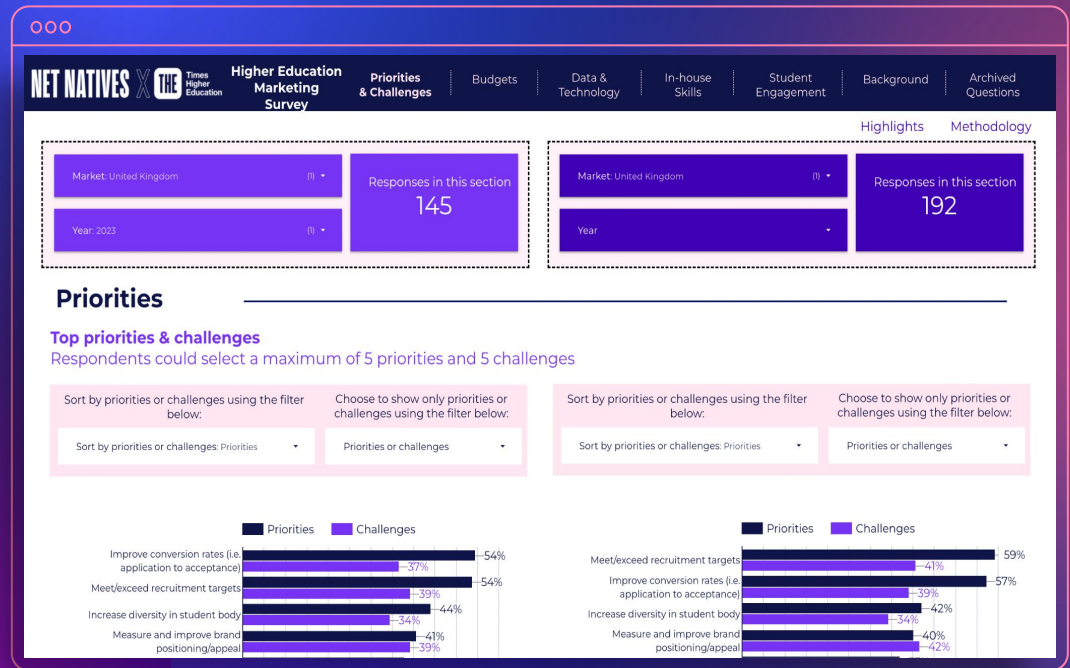 NET NATIVES X THE Times Higher Education
Higher Education Marketing Survey
Priorities & Challenges
Budgets
Data & Technology
In-house Skills
Student Engagement
Background
Archived Questions
Highlights
Methodology
Market: United Kingdom (1)
Year: 2023 (1)
Responses in this section
145
Market: United Kingdom (1)
Year
Responses in this section
192
Priorities
Top priorities & challenges
Respondents could select a maximum of 5 priorities and 5 challenges
Sort by priorities or challenges using the filter
below:
Choose to show only priorities or
challenges using the filter below:
Sort by priorities or challenges: Priorities
Priorities or challenges
Sort by priorities or challenges using the filter
below:
Choose to show only priorities or
challenges using the filter below:
Sort by priorities or challenges: Priorities
Priorities or challenges
Priorities Challenges
Improve conversion rates (i.e.
application to acceptance)
54%
37%
Meet/exceed recruitment targets
54%
39%
Increase diversity in student body
44%
34%
Measure and improve brand
positioning/appeal
41%
39%
Priorities Challenges
Meet/exceed recruitment targets
59%
41%
Improve conversion rates (i.e.
application to acceptance)
57%
39%
Increase diversity in student body
42%
34%
Measure and improve brand
positioning/appeal
40%
42%